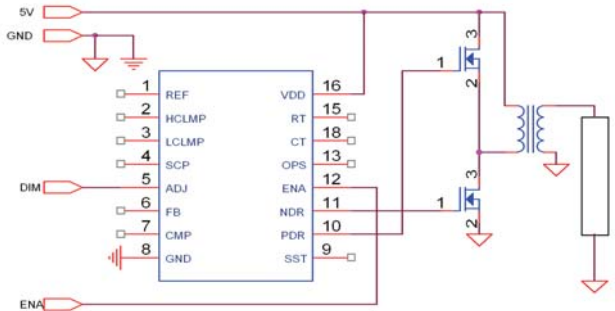 5V
GND
3
1
2
1 REF VDD 16
2 HCLMP RT 15
3 LCLMP CT 18
4 SCP OPS 13
DIM 5 ADJ ENA 12
6 FB NDR 11
7 CMP PDR 10
8 GND SST 9
3
1
2
ENA